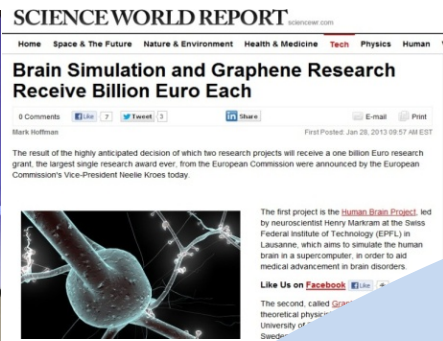 SCIENCE WORLD REPORT sciencewr.com
Home Space & The Future Nature & Environment Health & Medicine Tech Physics Human
Brain Simulation and Graphene Research
Receive Billion Euro Each
0 Comments Like 7 Tweet 3 in Share E-mail Print
Mark Hoffman First Posted: Jan 28, 2013 09:57 AM EST
The result of the highly anticipated decision of which two research projects will receive a one billion Euro research
grant, the largest single research award ever, from the European Commission were announced by the European
Commission's Vice-President Neelie Kroes today.
The first project is the Human Brain Project, led
by neuroscientist Henry Markram at the Swiss
Federal Institute of Technology (EPFL) in
Lausanne, which aims to simulate the human
brain in a supercomputer, in order to aid
medical advancement in brain disorders.
Like Us on Facebook Like
The second, called
theoretical
University of